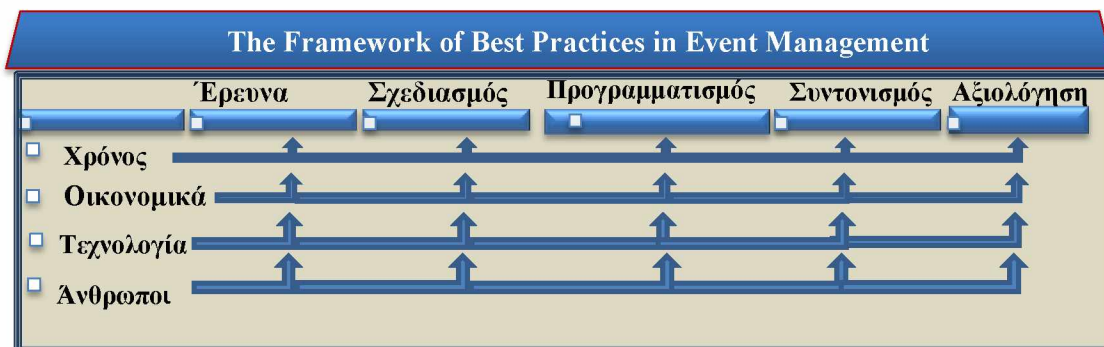 The Framework of Best Practices in Event Management
Έρευνα Σχεδιασμός Προγραμματισμός Συντονισμός Αξιολόγηση
Χρόνος
Οικονομικά
Τεχνολογία
Άνθρωποι